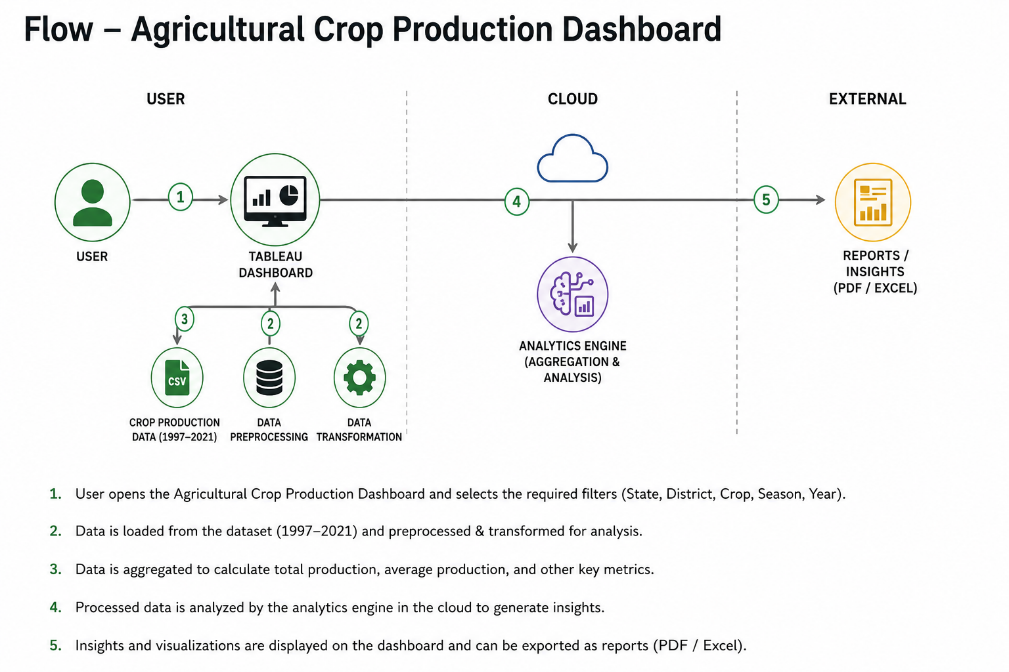 Flow – Agricultural Crop Production Dashboard
USER
CLOUD
EXTERNAL
1
4
5
USER
TABLEAU
DASHBOARD
REPORTS /
INSIGHTS
(PDF / EXCEL)
3
2
2
CSV
ANALYTICS ENGINE
(AGGREGATION &
ANALYSIS)
CROP PRODUCTION
DATA (1997–2021)
DATA
PREPROCESSING
DATA
TRANSFORMATION
1. User opens the Agricultural Crop Production Dashboard and selects the required filters (State, District, Crop, Season, Year).
2. Data is loaded from the dataset (1997–2021) and preprocessed & transformed for analysis.
3. Data is aggregated to calculate total production, average production, and other key metrics.
4. Processed data is analyzed by the analytics engine in the cloud to generate insights.
5. Insights and visualizations are displayed on the dashboard and can be exported as reports (PDF / Excel).